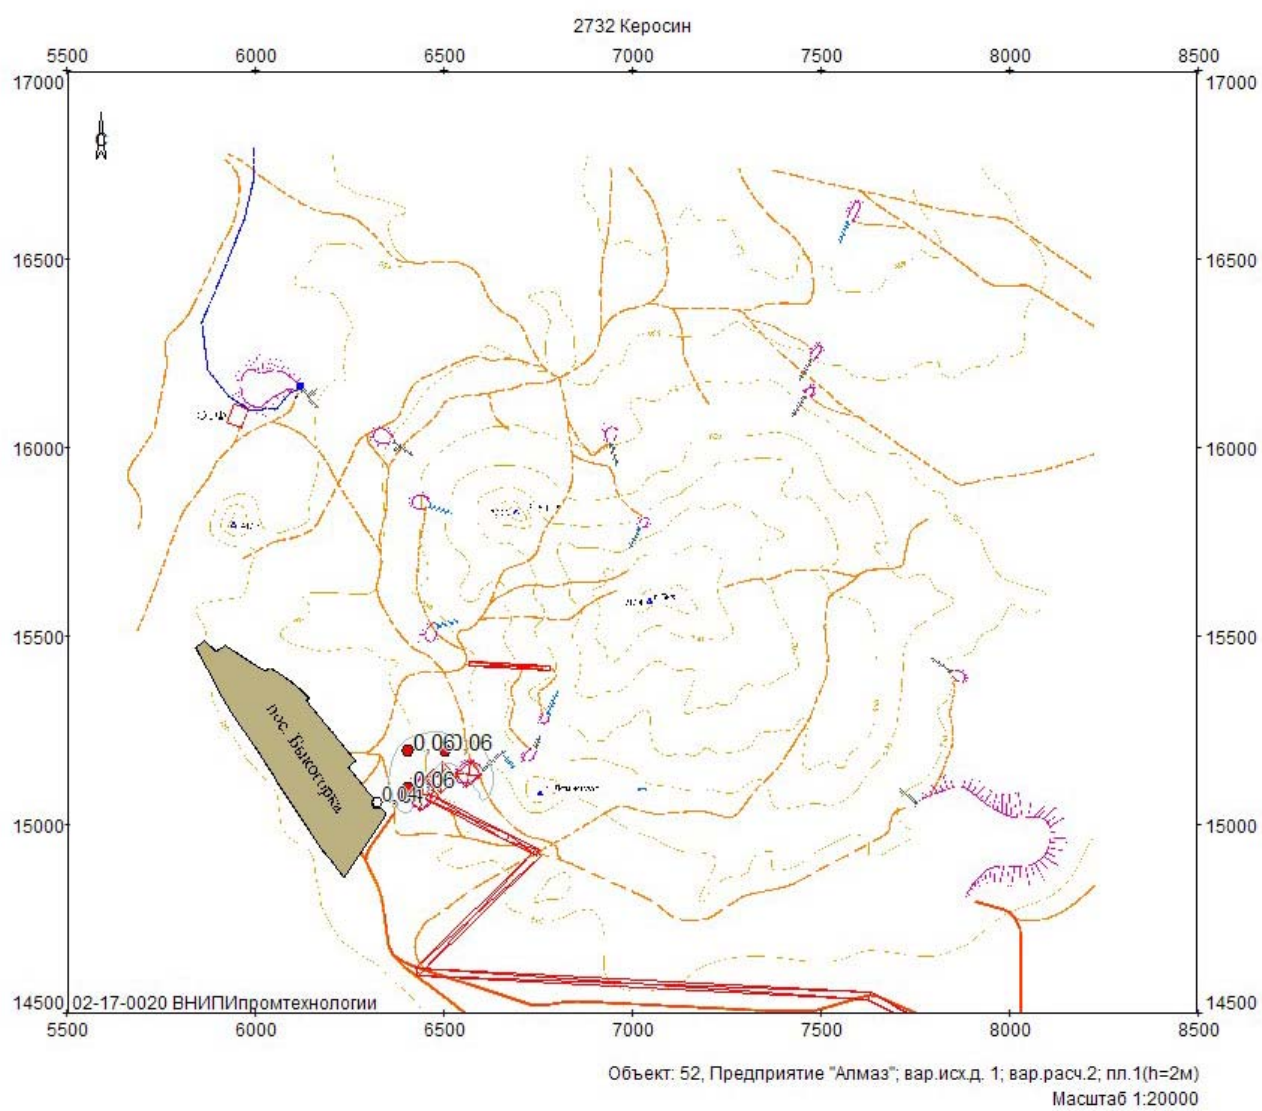 2732 Керосин
5500 6000 6500 7000 7500 8000 8500
17000 17000
С
16500 16500
16000 16000
15500 15500
пос. Быкогорка
0,06 0,06
0,06
0,04
15000 15000
14500 02-17-0020 ВНИПИпромтехнологии 14500
5500 6000 6500 7000 7500 8000 8500
Объект: 52, Предприятие "Алмаз"; вар.исх.д. 1; вар.расч.2; пл.1(h=2м)
Масштаб 1:20000